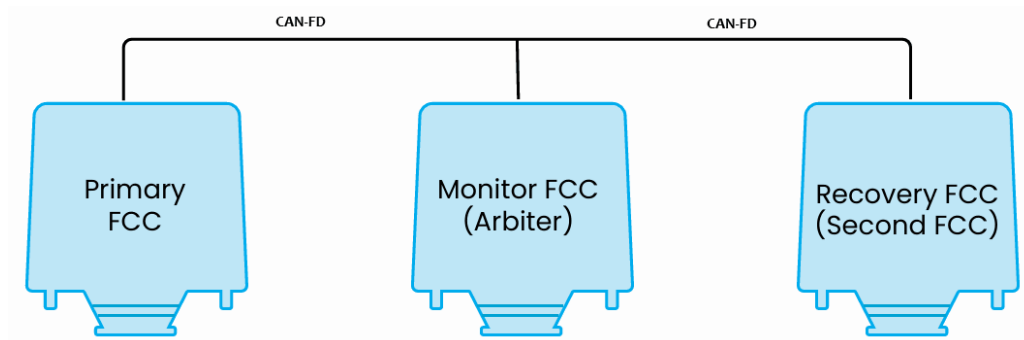 CAN-FD
CAN-FD
Primary
FCC
Monitor FCC
(Arbiter)
Recovery FCC
(Second FCC)